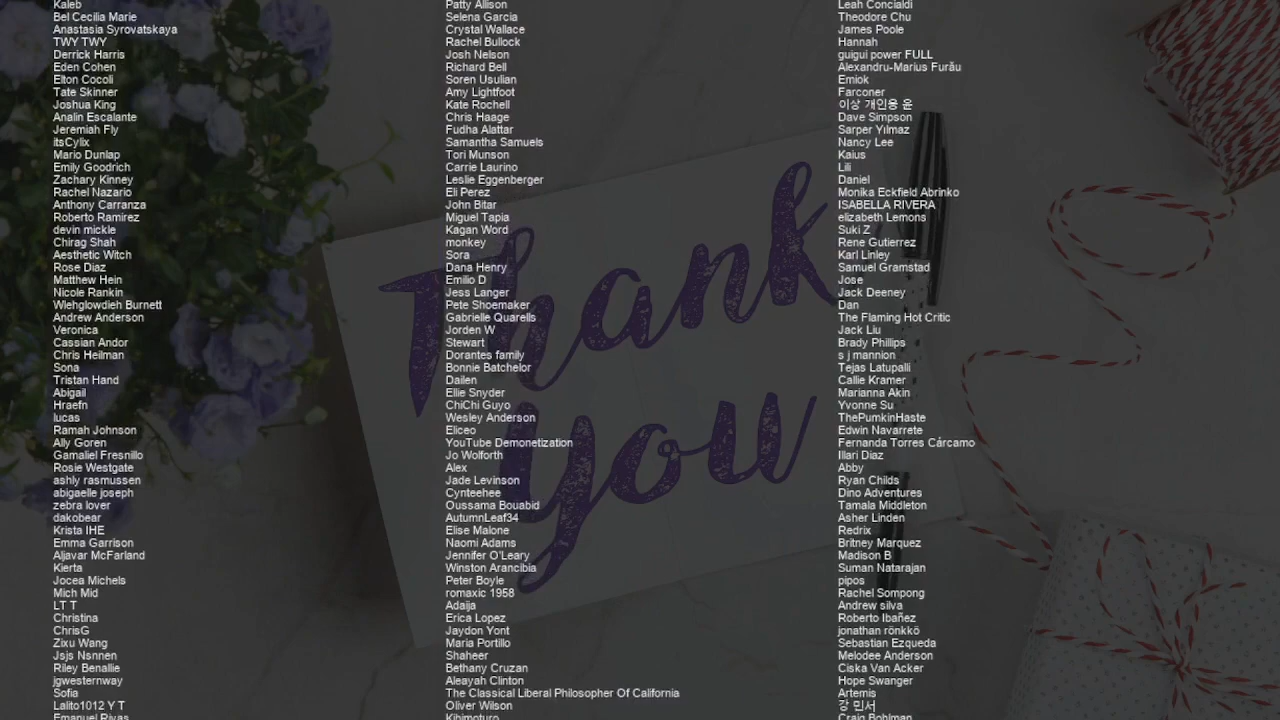 Kaleb
Bel Cecilia Marie
Anastasia Syrovatskaya
TWY TWY
Derrick Harris
Eden Cohen
Elton Cocoli
Tate Skinner
Joshua King
Analin Escalante
Jeremiah Fly
itsCylix
Mario Dunlap
Emily Goodrich
Zachary Kinney
Rachel Nazario
Anthony Carranza
Roberto Ramirez
devin mickle
Chirag Shah
Aesthetic Witch
Rose Diaz
Matthew Hein
Nicole Rankin
Wiehglowdieh Burnett
Andrew Anderson
Veronica
Cassian Andor
Chris Heilman
Sona
Tristan Hand
Abigail
Hraefn
lucas
Ramah Johnson
Ally Goren
Gamaliel Fresnillo
Rosie Westgate
ashly rasmussen
abigaelle joseph
zebra lover
dakobear
Krista IHE
Emma Garrison
Aljavar McFarland
Kierta
Jocea Michels
Mich Mid
LT T
Christina
ChrisG
Zixu Wang
Jsjs Nsnnen
Riley Benallie
jgwesternway
Sofia
Lalito1012 Y T
Emanuel Rivas
Patty Allison
Selena Garcia
Crystal Wallace
Rachel Bullock
Josh Nelson
Richard Bell
Soren Usulian
Amy Lightfoot
Kate Rochell
Chris Haage
Fudha Alattar
Samantha Samuels
Tori Munson
Carrie Laurino
Leslie Eggenberger
Eli Perez
John Bitar
Miguel Tapia
Kagan Word
monkey
Sora
Dana Henry
Emilio D
Jess Langer
Pete Shoemaker
Gabrielle Quarells
Jorden W
Stewart
Dorantes family
Bonnie Batchelor
Dailen
Ellie Snyder
ChiChi Guyo
Wesley Anderson
Eliceo
YouTube Demonetization
Jo Wolforth
Alex
Jade Levinson
Cynteehee
Oussama Bouabid
AutumnLeaf34
Elise Malone
Naomi Adams
Jennifer O'Leary
Winston Arancibia
Peter Boyle
romaxic 1958
Adaija
Erica Lopez
Jaydon Yont
Maria Portillo
Shaheer
Bethany Cruzan
Aleayah Clinton
The Classical Liberal Philosopher Of California
Oliver Wilson
Kihimoturo
Leah Concialdi
Theodore Chu
James Poole
Hannah
guigui power FULL
Alexandru-Marius Furău
Emiok
Farconer
이상 개인용 윤
Dave Simpson
Sarper Yılmaz
Nancy Lee
Kaius
Lili
Daniel
Monika Eckfield Abrinko
ISABELLA RIVERA
elizabeth Lemons
Suki Z
Rene Gutierrez
Karl Linley
Samuel Gramstad
Jose
Jack Deeney
Dan
The Flaming Hot Critic
Jack Liu
Brady Phillips
s j mannion
Tejas Latupalli
Callie Kramer
Marianna Akin
Yvonne Su
ThePumkinHaste
Edwin Navarrete
Fernanda Torres Cárcamo
Illari Diaz
Abby
Ryan Childs
Dino Adventures
Tamala Middleton
Asher Linden
Redrix
Britney Marquez
Madison B
Suman Natarajan
pipos
Rachel Sompong
Andrew silva
Roberto Ibañez
jonathan rönkkö
Sebastian Ezqueda
Melodee Anderson
Ciska Van Acker
Hope Swanger
Artemis
강 민서
Craig Bohlman
Thank
you